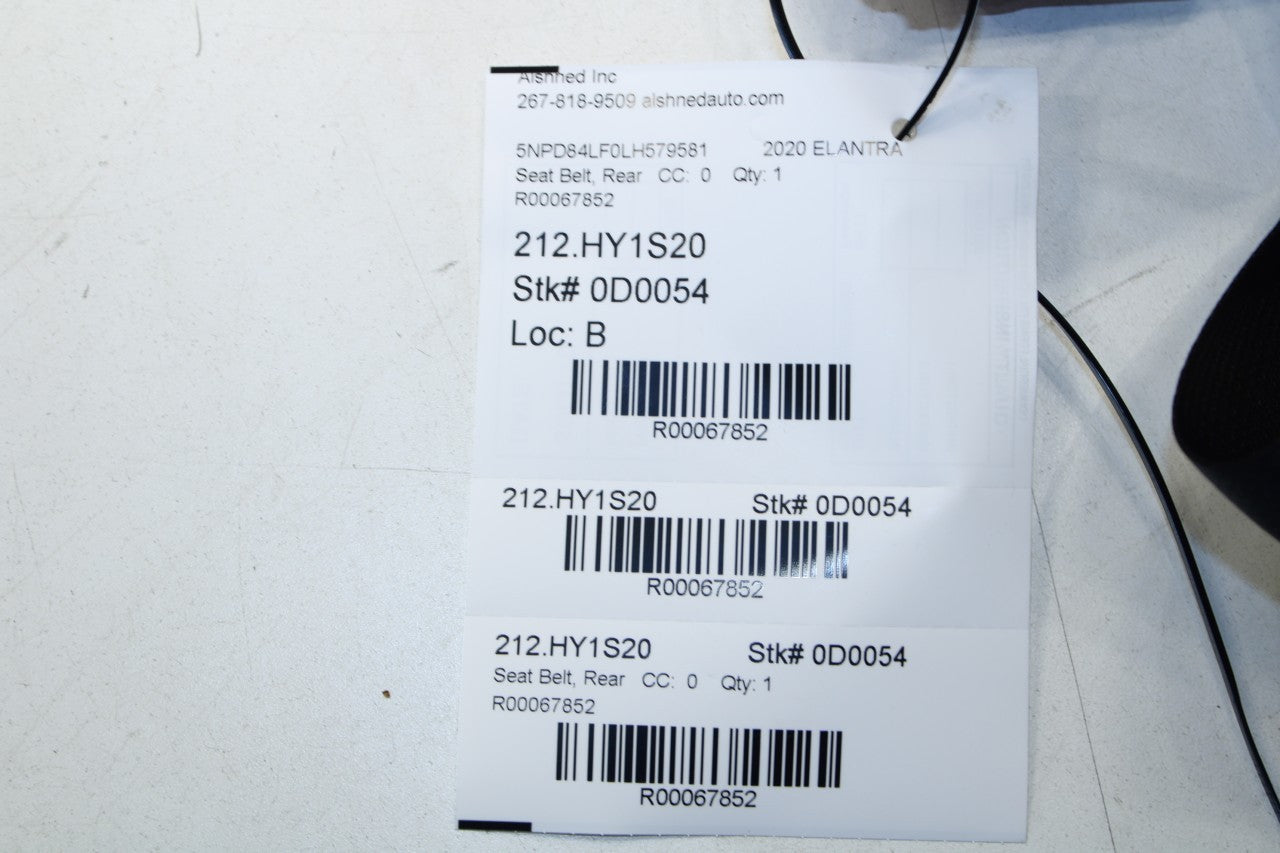 Aishned Inc
267-818-9509 aishnedauto.com
5NPD84LF0LH579581 2020 ELANTRA
Seat Belt, Rear CC: 0 Qty: 1
R00067852
212.HY1S20
Stk# 0D0054
Loc: B
R00067852
212.HY1S20 Stk# 0D0054
R00067852
212.HY1S20 Stk# 0D0054
Seat Belt, Rear CC: 0 Qty: 1
R00067852
R00067852